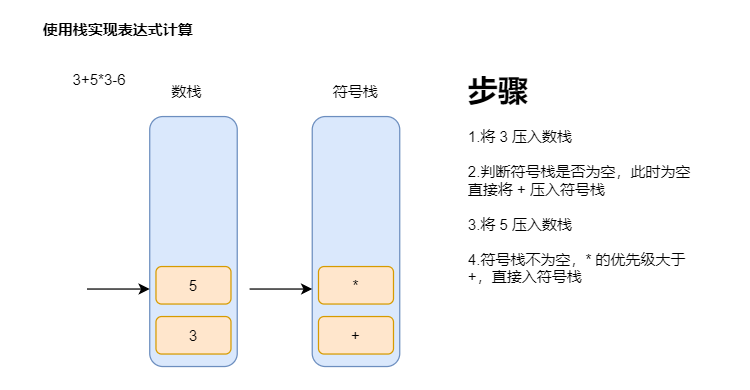 使用栈实现表达式计算
3+5*3-6
数栈
符号栈
5
3
*
+
步骤
1.将 3 压入数栈
2.判断符号栈是否为空，此时为空
直接将 + 压入符号栈
3.将 5 压入数栈
4.符号栈不为空，* 的优先级大于
+，直接入符号栈